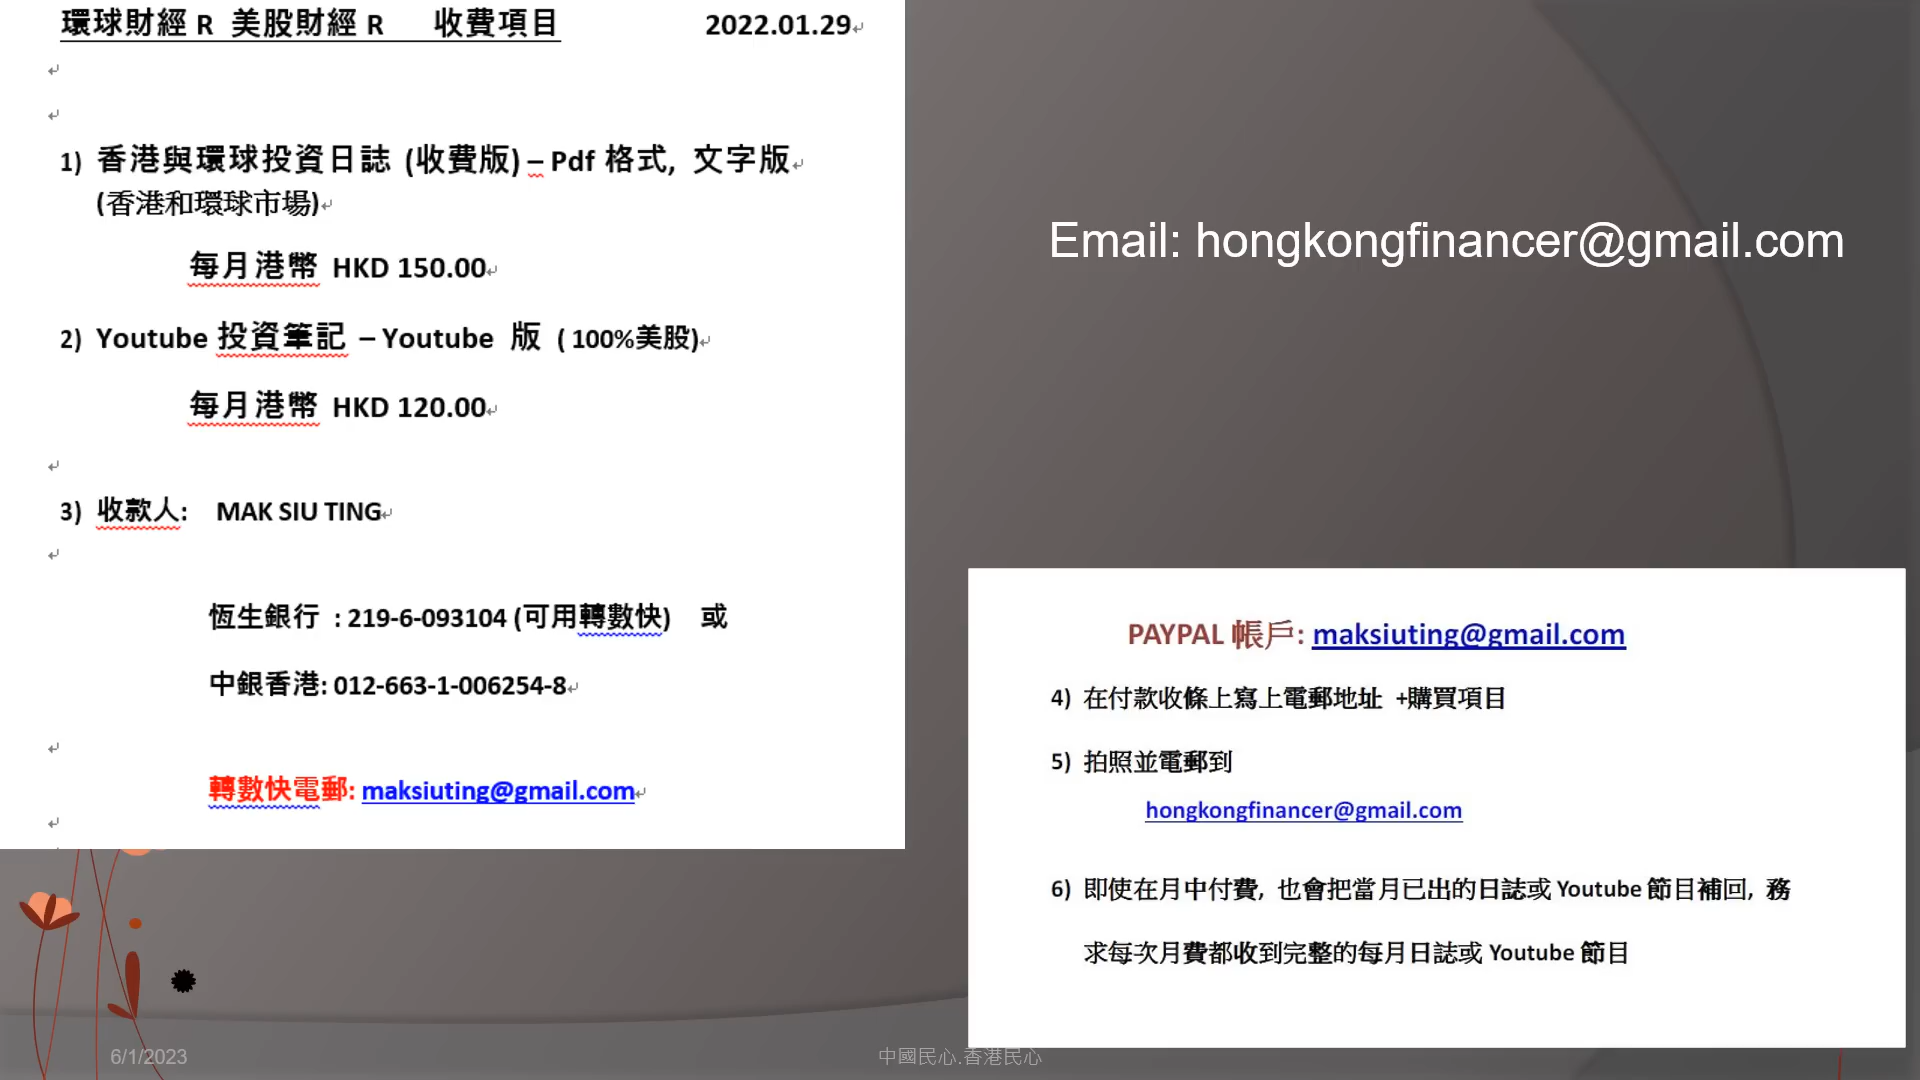 環球財經 R 美股財經 R 收費項目 2022.01.29
1) 香港與環球投資日誌 (收費版) – Pdf 格式, 文字版
(香港和環球市場)
每月港幣 HKD 150.00
2) Youtube 投資筆記 – Youtube 版 ( 100%美股)
每月港幣 HKD 120.00
3) 收款人: MAK SIU TING
恆生銀行 : 219-6-093104 (可用轉數快) 或
中銀香港: 012-663-1-006254-8
轉數快電郵: maksiuting@gmail.com
Email: hongkongfinancer@gmail.com
PAYPAL 帳戶: maksiuting@gmail.com
4) 在付款收條上寫上電郵地址 +購買項目
5) 拍照並電郵到
hongkongfinancer@gmail.com
6) 即使在月中付費, 也會把當月已出的日誌或 Youtube 節目補回, 務
求每次月費都收到完整的每月日誌或 Youtube 節目
6/1/2023
中國民心.香港民心